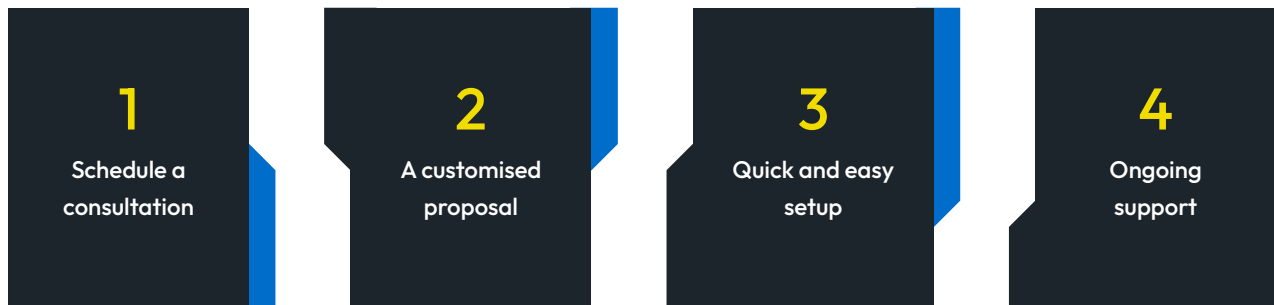 1
Schedule a
consultation
2
A customised
proposal
3
Quick and easy
setup
4
Ongoing
support